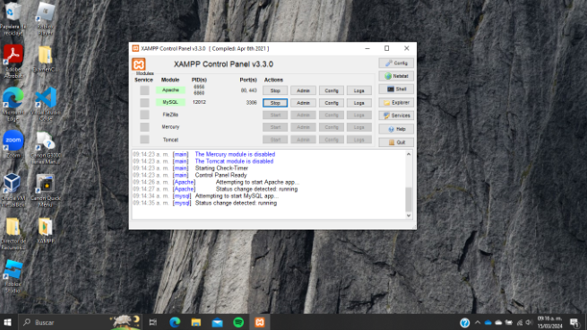 XAMPP Control Panel v3.3.0 [ Compiled: Apr 6th 2021 ]
XAMPP Control Panel v3.3.0
Modules
Service Module PID(s) Port(s) Actions
Apache 80, 443 Stop Admin Config Logs
MySQL 12012 3306 Stop Admin Config Logs
FileZilla Start Admin Config Logs
Mercury Start Admin Config Logs
Tomcat Start Admin Config Logs
Config
Netstat
Shell
Explorer
Services
Help
Quit
09:14:23 a. m. [main] The Mercury module is disabled
09:14:23 a. m. [main] The Tomcat module is disabled
09:14:23 a. m. [main] Starting Check-Timer
09:14:23 a. m. [main] Control Panel Ready
09:14:26 a. m. [Apache] Attempting to start Apache app...
09:14:27 a. m. [Apache] Status change detected: running
09:14:34 a. m. [mysql] Attempting to start MySQL app...
09:14:35 a. m. [mysql] Status change detected: running
zoom
Zoom
XAMPP
Buscar
09:16 a. m.
15/03/2024